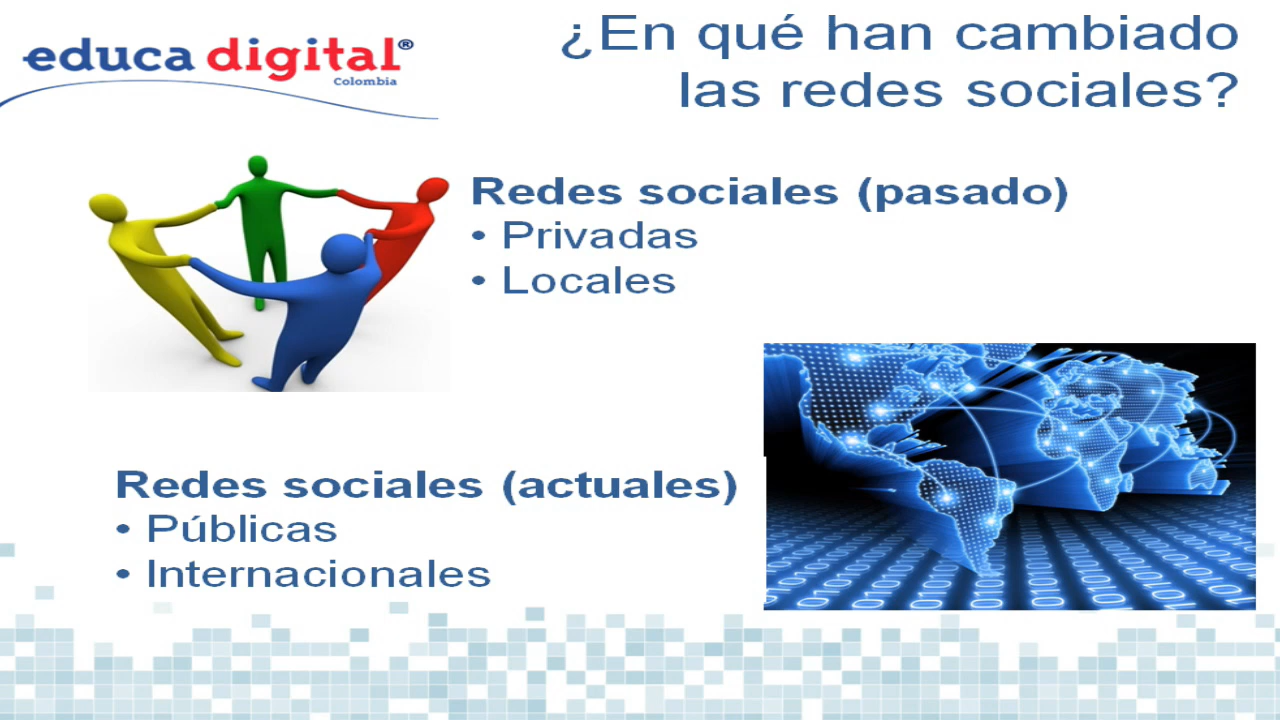 educa digital®
Colombia
¿En qué han cambiado
las redes sociales?
Redes sociales (pasado)
• Privadas
• Locales
Redes sociales (actuales)
• Públicas
• Internacionales